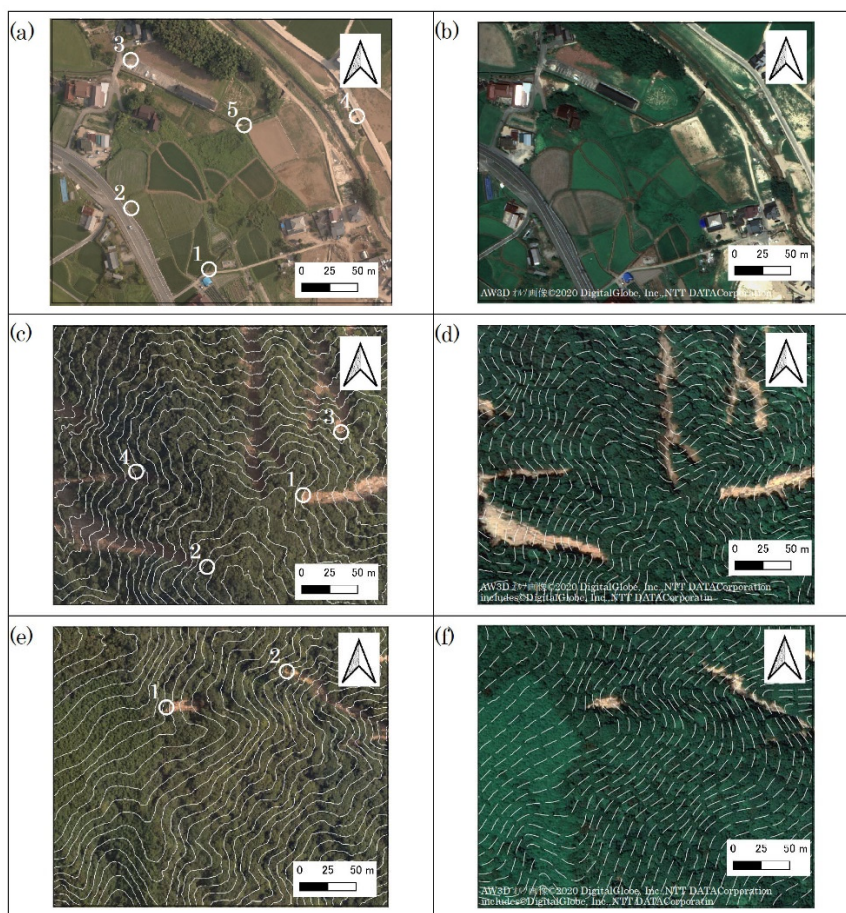 (a)
3
5
4
2
1
0 25 50 m
(b)
0 25 50 m
AW3D オルソ画像©2020 DigitalGlobe, Inc.,NTT DATACorporation
(c)
3
4
1
2
0 25 50 m
(d)
0 25 50 m
AW3D オルソ画像©2020 DigitalGlobe, Inc.,NTT DATACorporation
includes©DigitalGlobe, Inc.,NTT DATACorporatin
(e)
2
1
0 25 50 m
(f)
0 25 50 m
AW3D オルソ画像©2020 DigitalGlobe, Inc.,NTT DATACorporation
includes©DigitalGlobe, Inc.,NTT DATACorporatin